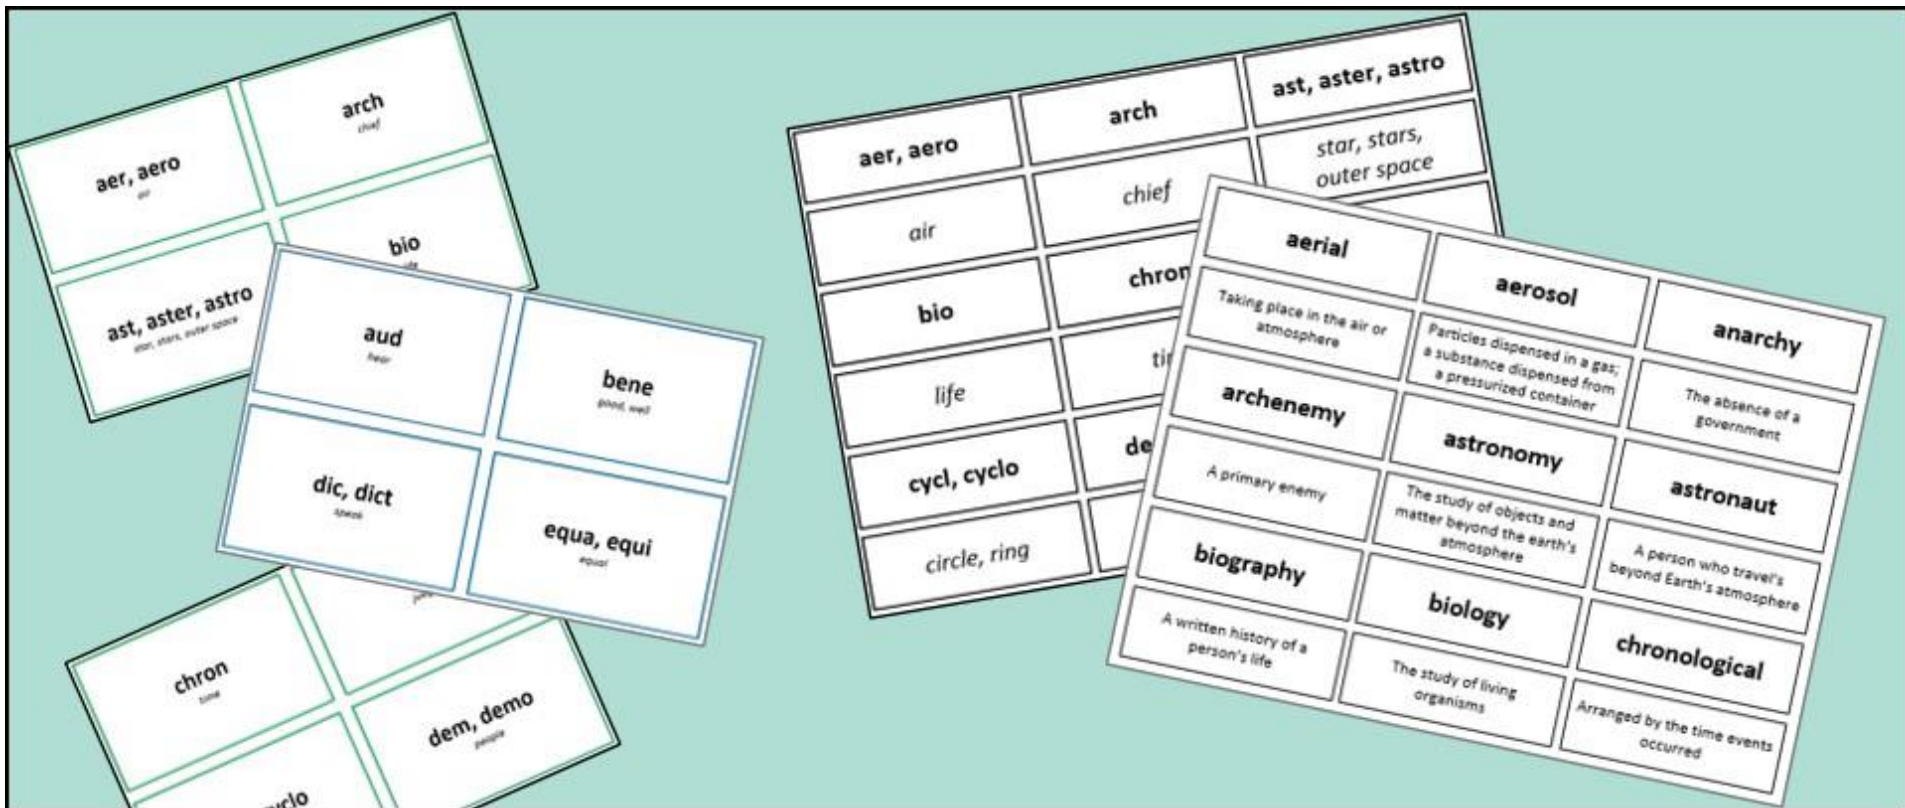 aer, aero
air
arch
chief
ast, aster, astro
star, stars, outer space
bio
aud
hear
bene
good, well
dic, dict
speak
equa, equi
equal
chron
time
dem, demo
people
aer, aero
air
arch
chief
ast, aster, astro
star, stars,
outer space
bio
life
chron
cycl, cyclo
circle, ring
aerial
Taking place in the air or
atmosphere
aerosol
Particles dispensed in a gas;
a substance dispensed from
a pressurized container
anarchy
The absence of a
government
archenemy
A primary enemy
astronomy
The study of objects and
matter beyond the earth's
atmosphere
astronaut
A person who travel's
beyond Earth's atmosphere
biography
A written history of a
person's life
biology
The study of living
organisms
chronological
Arranged by the time events
occurred